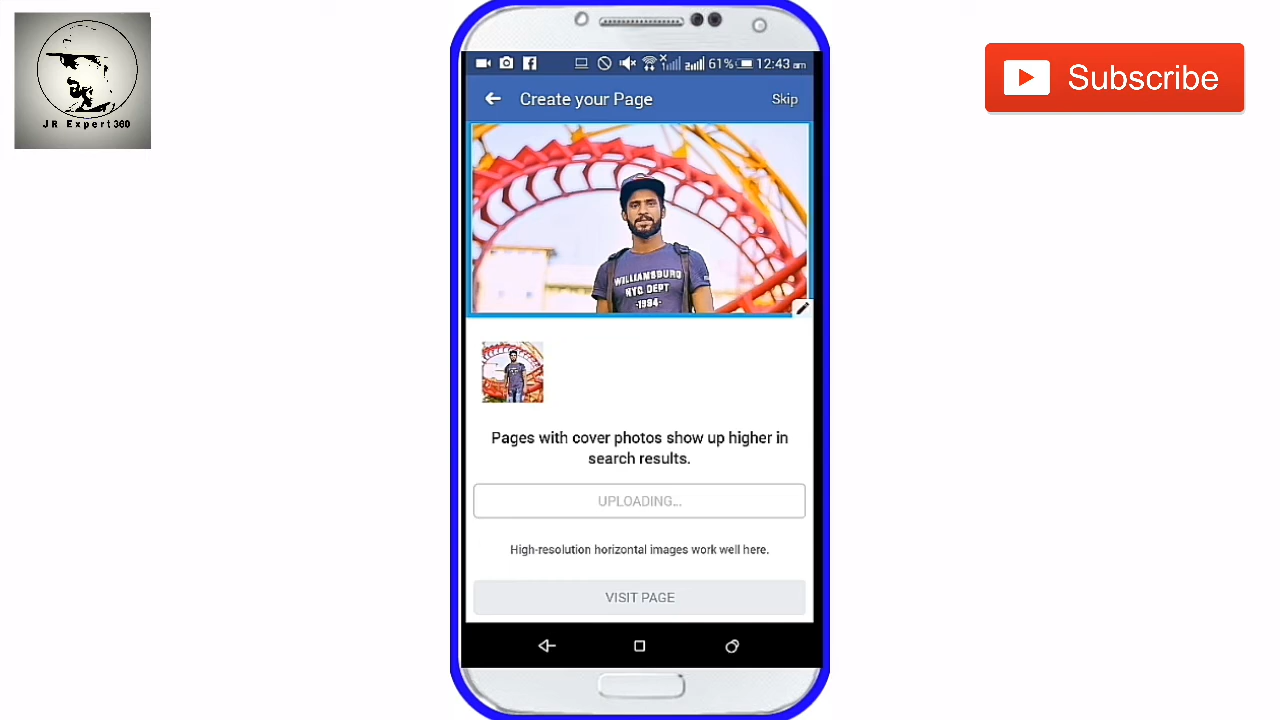 JR Expert360
Subscribe
61% 12:43 am
Create your Page
Skip
WILLIAMSBURG
NYC DEPT
-1994-
Pages with cover photos show up higher in
search results.
UPLOADING...
High-resolution horizontal images work well here.
VISIT PAGE